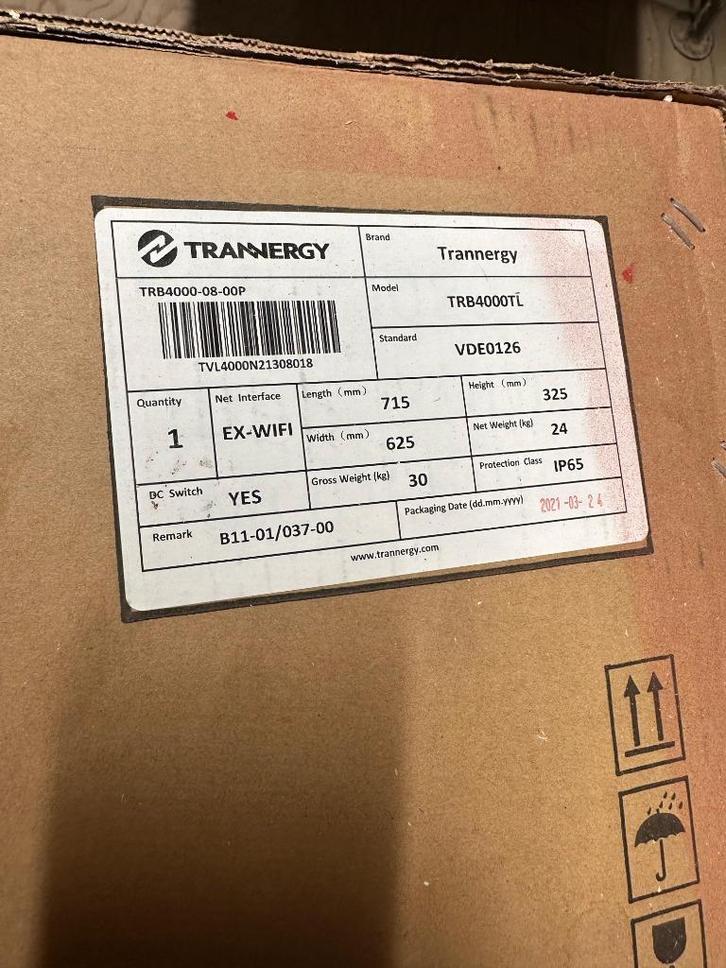 TRANNERGY
Brand
Trannergy
TRB4000-08-00P
TVL4000N21308018
Model
TRB4000TL
Standard
VDE0126
Quantity
1
Net Interface
EX-WIFI
Length（mm）
715
Height（mm）
325
Width（mm）
625
Net Weight(kg)
24
DC Switch
YES
Gross Weight(kg)
30
Protection Class
IP65
Remark
B11-01/037-00
Packaging Date (dd.mm.yyyy)
2021-03-24
www.trannergy.com